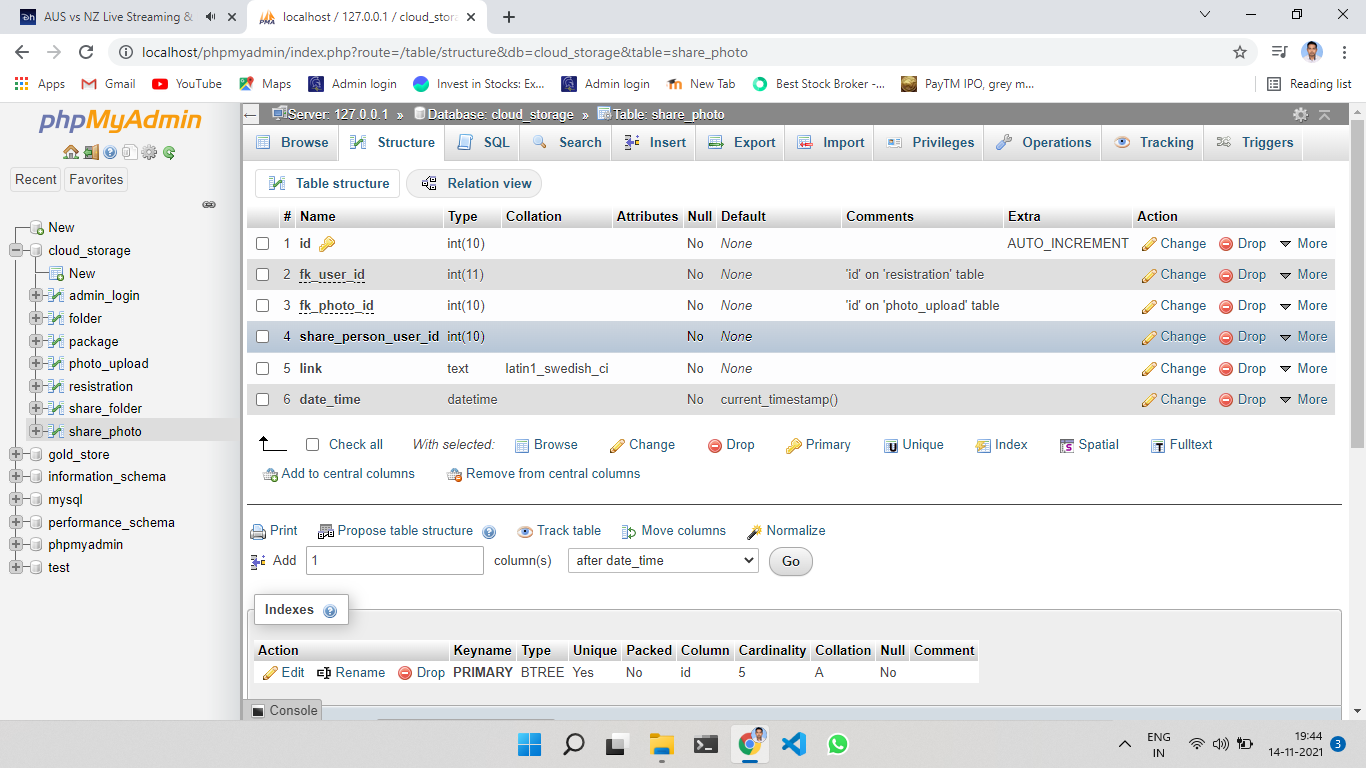 AUS vs NZ Live Streaming &
localhost / 127.0.0.1 / cloud_stora
localhost/phpmyadmin/index.php?route=/table/structure&db=cloud_storage&table=share_photo
Apps Gmail YouTube Maps Admin login Invest in Stocks: Ex... Admin login New Tab Best Stock Broker -... PayTM IPO, grey m... Reading list
phpMyAdmin
Recent Favorites
New
cloud_storage
New
admin_login
folder
package
photo_upload
resistration
share_folder
share_photo
gold_store
information_schema
mysql
performance_schema
phpmyadmin
test
Server: 127.0.0.1 » Database: cloud_storage » Table: share_photo
Browse Structure SQL Search Insert Export Import Privileges Operations Tracking Triggers
Table structure Relation view
# Name Type Collation Attributes Null Default Comments Extra Action
1 id int(10) No None AUTO_INCREMENT Change Drop More
2 fk_user_id int(11) No None 'id' on 'resistration' table Change Drop More
3 fk_photo_id int(10) No None 'id' on 'photo_upload' table Change Drop More
4 share_person_user_id int(10) No None Change Drop More
5 link text latin1_swedish_ci No None Change Drop More
6 date_time datetime No current_timestamp() Change Drop More
Check all With selected: Browse Change Drop Primary Unique Index Spatial Fulltext
Add to central columns Remove from central columns
Print Propose table structure Track table Move columns Normalize
Add 1 column(s) after date_time Go
Indexes
Action Keyname Type Unique Packed Column Cardinality Collation Null Comment
Edit Rename Drop PRIMARY BTREE Yes No id 5 A No
Console
ENG
IN
19:44
14-11-2021
3